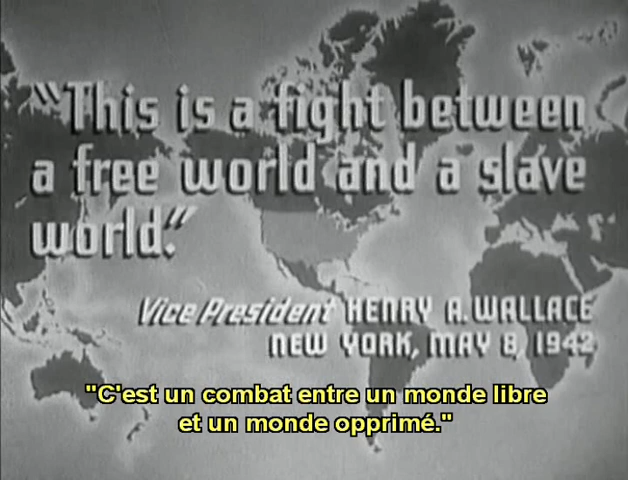 "This is a fight between
a free world and a slave
world."
Vice President HENRY A. WALLACE
NEW YORK, MAY 8, 1942
"C'est un combat entre un monde libre
et un monde opprimé."